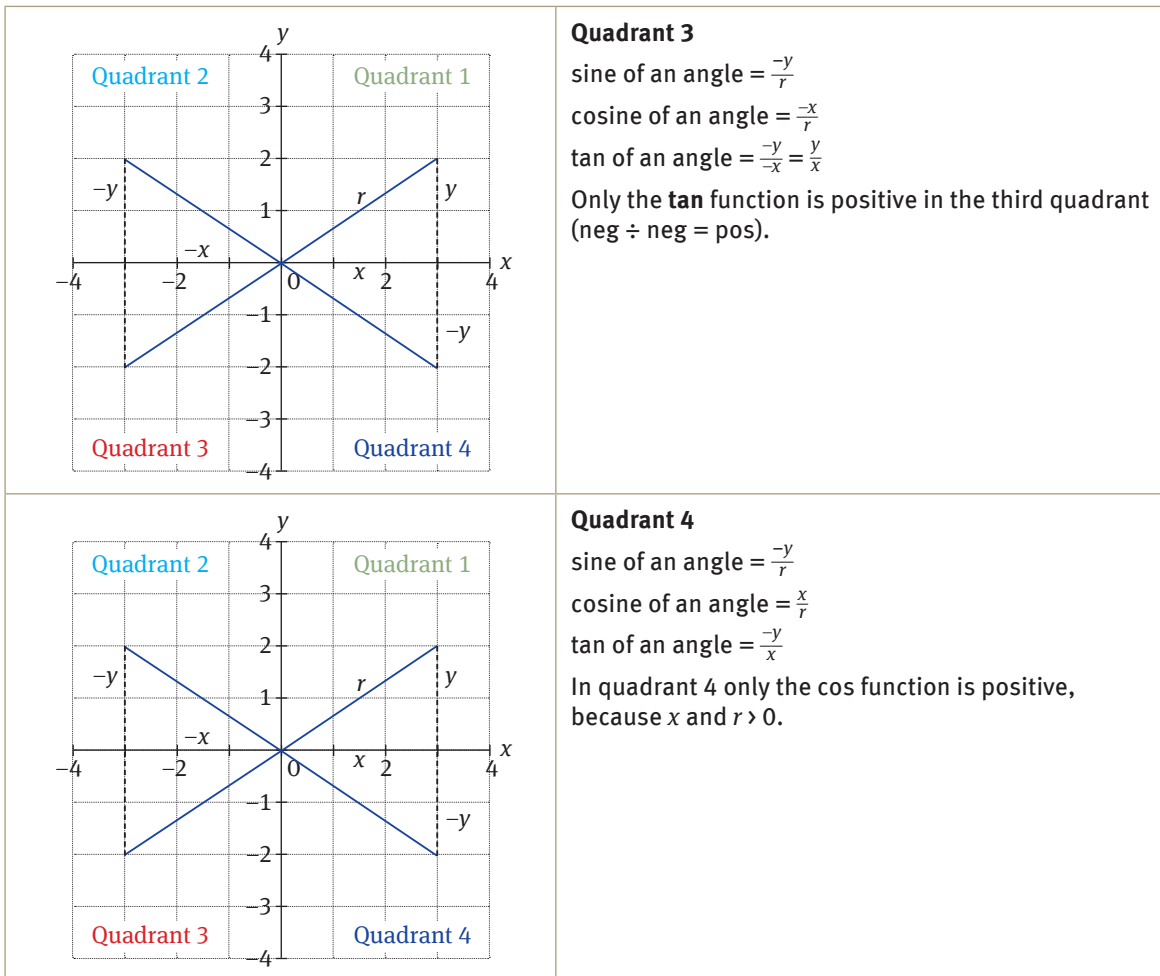 y
4
Quadrant 2 Quadrant 1
3
2
−y r y
1
−x
x
−4 −2 0 x 2 4
−1
−y
−2
−3
Quadrant 3 Quadrant 4
−4
Quadrant 3
sine of an angle = −y/r
cosine of an angle = −x/r
tan of an angle = −y/−x = y/x
Only the tan function is positive in the third quadrant
(neg ÷ neg = pos).
y
4
Quadrant 2 Quadrant 1
3
2
−y r y
1
−x
x
−4 −2 0 x 2 4
−1
−y
−2
−3
Quadrant 3 Quadrant 4
−4
Quadrant 4
sine of an angle = −y/r
cosine of an angle = x/r
tan of an angle = −y/x
In quadrant 4 only the cos function is positive,
because x and r > 0.